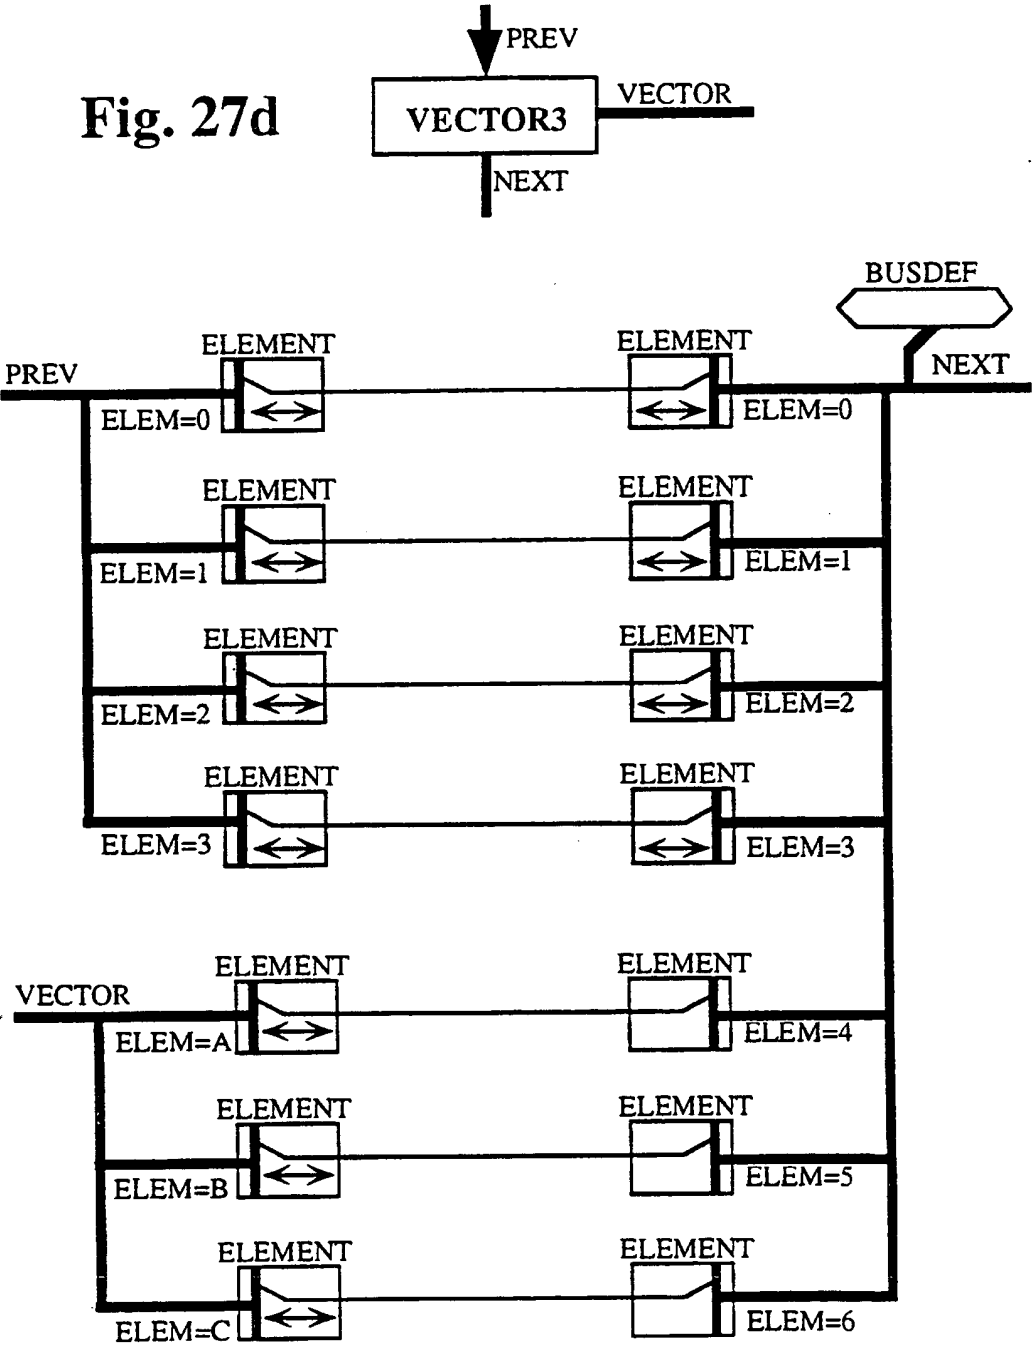 PREV
Fig. 27d
VECTOR3
VECTOR
NEXT
BUSDEF
ELEMENT
ELEMENT
PREV
NEXT
ELEM=0
ELEM=0
ELEMENT
ELEMENT
ELEM=1
ELEM=1
ELEMENT
ELEMENT
ELEM=2
ELEM=2
ELEMENT
ELEMENT
ELEM=3
ELEM=3
ELEMENT
ELEMENT
VECTOR
ELEM=A
ELEM=4
ELEMENT
ELEMENT
ELEM=B
ELEM=5
ELEMENT
ELEMENT
ELEM=C
ELEM=6